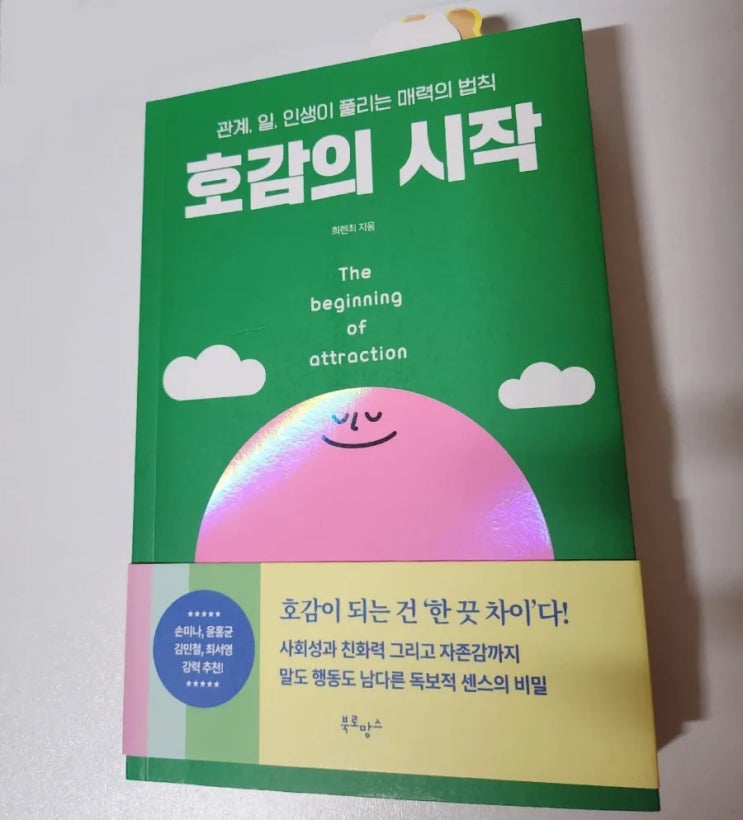 관계, 일, 인생이 풀리는 매력의 법칙
호감의 시작
희렌최 지음
The
beginning
of
attraction
★★★★★
손미나, 윤홍균
김민철, 최서영
강력 추천!
★★★★★
호감이 되는 건 ‘한 끗 차이’다!
사회성과 친화력 그리고 자존감까지
말도 행동도 남다른 독보적 센스의 비밀
북로망스